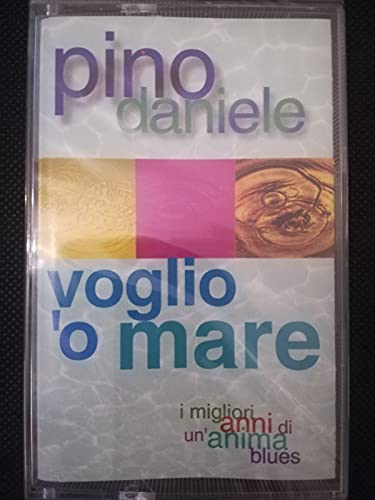 pino
daniele
voglio
'o mare
i migliori
anni di
un'anima
blues